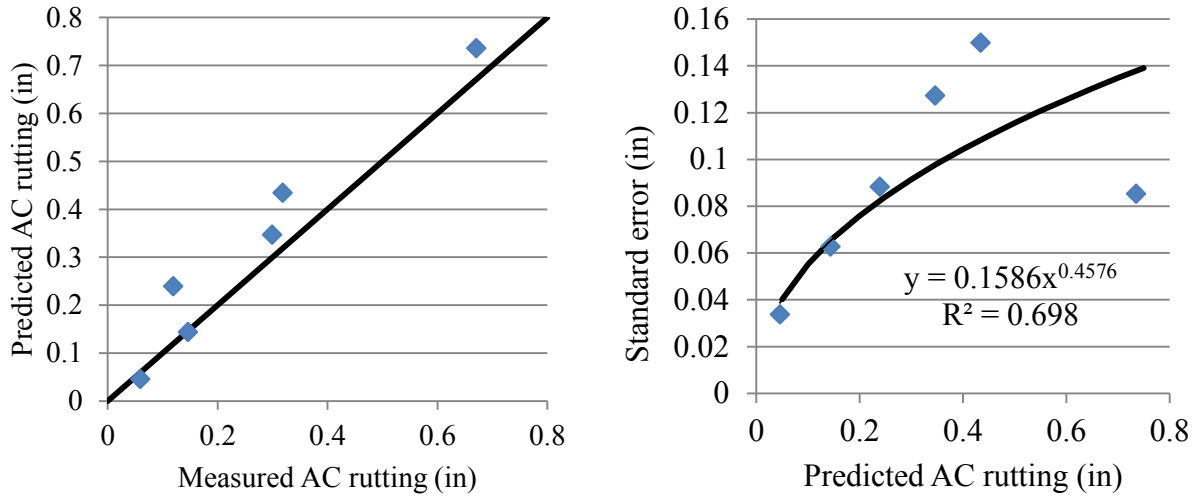 0.8
0.7
0.6
0.5
0.4
0.3
0.2
0.1
0
Predicted AC rutting (in)
0 0.2 0.4 0.6 0.8
Measured AC rutting (in)
0.16
0.14
0.12
0.1
0.08
0.06
0.04
0.02
0
Standard error (in)
y = 0.1586x^0.4576
R² = 0.698
0 0.2 0.4 0.6 0.8
Predicted AC rutting (in)